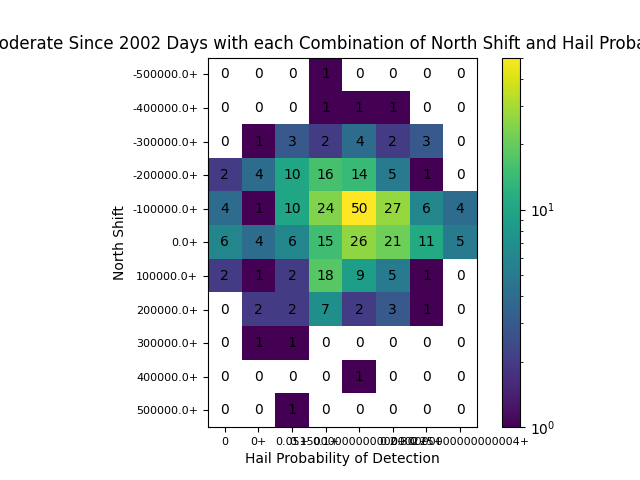 oderate Since 2002 Days with each Combination of North Shift and Hail Proba
-500000.0+ 0 0 0 1 0 0 0 0
-400000.0+ 0 0 0 1 1 1 0 0
-300000.0+ 0 1 3 2 4 2 3 0
-200000.0+ 2 4 10 16 14 5 1 0
-100000.0+ 4 1 10 24 50 27 6 4
0.0+ 6 4 6 15 26 21 11 5
100000.0+ 2 1 2 18 9 5 1 0
200000.0+ 0 2 2 7 2 3 1 0
300000.0+ 0 1 1 0 0 0 0 0
400000.0+ 0 0 0 0 1 0 0 0
500000.0+ 0 0 1 0 0 0 0 0
North Shift
0 0+
Hail Probability of Detection
10¹
10⁰